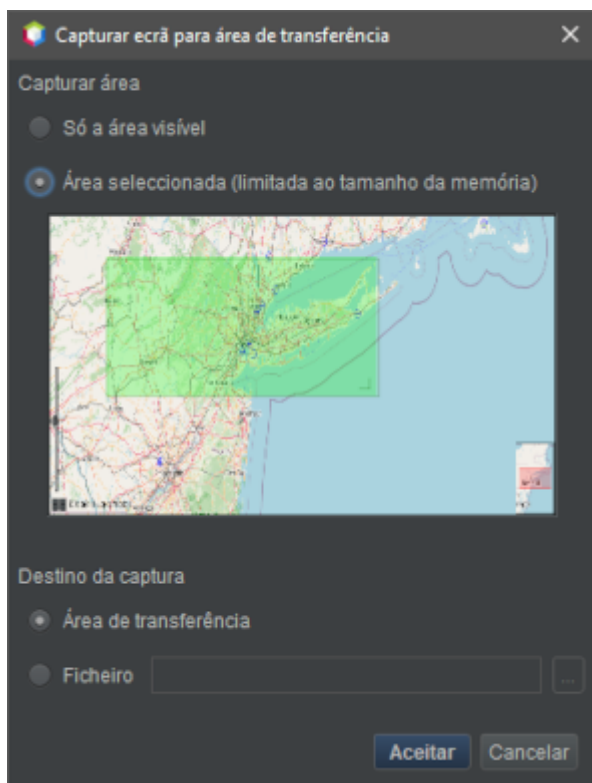 Capturar ecrã para área de transferência
Capturar área
Só a área visível
Área seleccionada (limitada ao tamanho da memória)
Destino da captura
Área de transferência
Ficheiro
...
Aceitar Cancelar